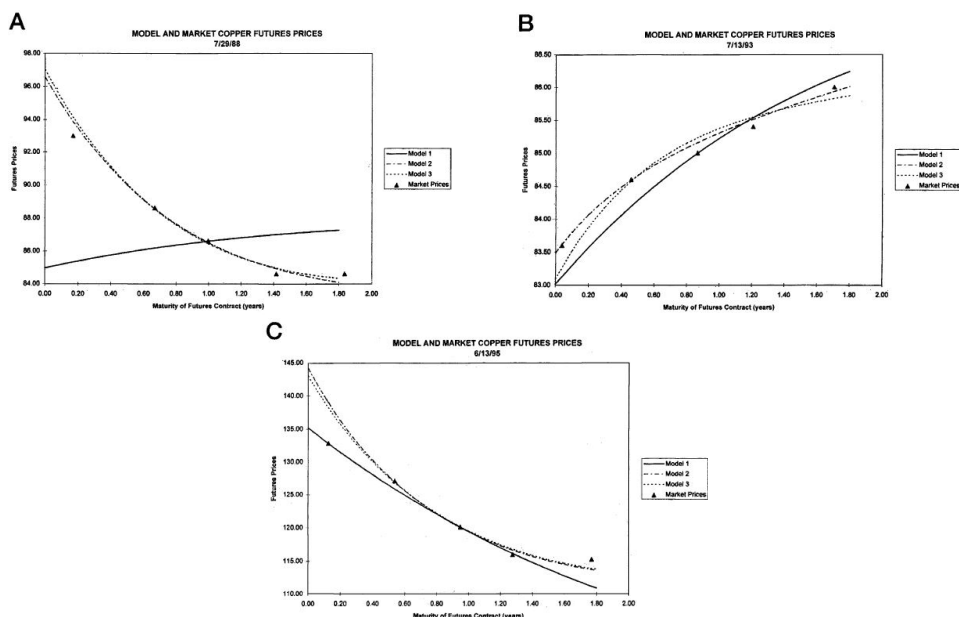 A
MODEL AND MARKET COPPER FUTURES PRICES
7/29/88
98.00
96.00
94.00
92.00
90.00
88.00
86.00
84.00
Futures Prices
0.00 0.20 0.40 0.60 0.80 1.00 1.20 1.40 1.60 1.80 2.00
Maturity of Futures Contract (years)
Model 1
Model 2
Model 3
Market Prices
B
MODEL AND MARKET COPPER FUTURES PRICES
7/13/93
86.50
86.00
85.50
85.00
84.50
84.00
83.50
83.00
Futures Prices
0.00 0.20 0.40 0.60 0.80 1.00 1.20 1.40 1.60 1.80 2.00
Maturity of Futures Contract (years)
Model 1
Model 2
Model 3
Market Prices
C
MODEL AND MARKET COPPER FUTURES PRICES
6/13/95
145.00
140.00
135.00
130.00
125.00
120.00
115.00
110.00
Futures Prices
0.00 0.20 0.40 0.60 0.80 1.00 1.20 1.40 1.60 1.80 2.00
Maturity of Futures Contract (years)
Model 1
Model 2
Model 3
Market Prices